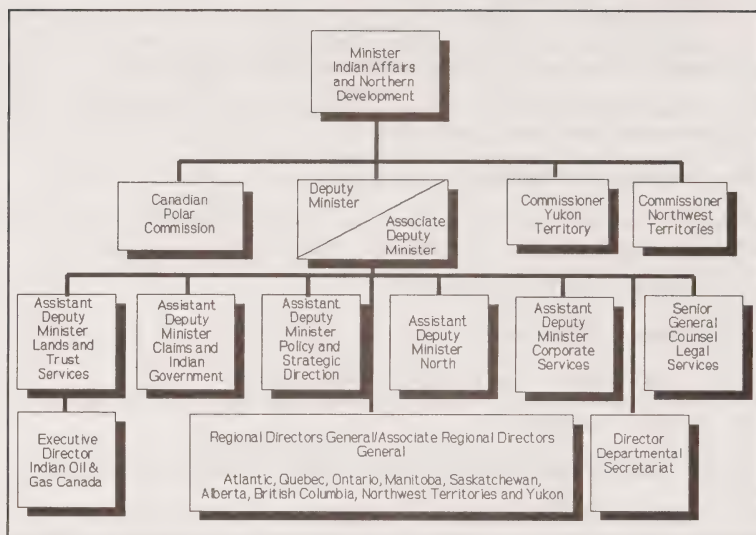 Minister
Indian Affairs
and Northern
Development
Canadian
Polar
Commission
Deputy
Minister
Associate
Deputy
Minister
Commissioner
Yukon
Territory
Commissioner
Northwest
Territories
Assistant
Deputy
Minister
Lands and
Trust
Services
Assistant
Deputy
Minister
Claims and
Indian
Government
Assistant
Deputy
Minister
Policy and
Strategic
Direction
Assistant
Deputy
Minister
North
Assistant
Deputy
Minister
Corporate
Services
Senior
General
Counsel
Legal
Services
Executive
Director
Indian Oil &
Gas Canada
Regional Directors General/Associate Regional Directors
General
Atlantic, Quebec, Ontario, Manitoba, Saskatchewan,
Alberta, British Columbia, Northwest Territories and Yukon
Director
Departmental
Secretariat